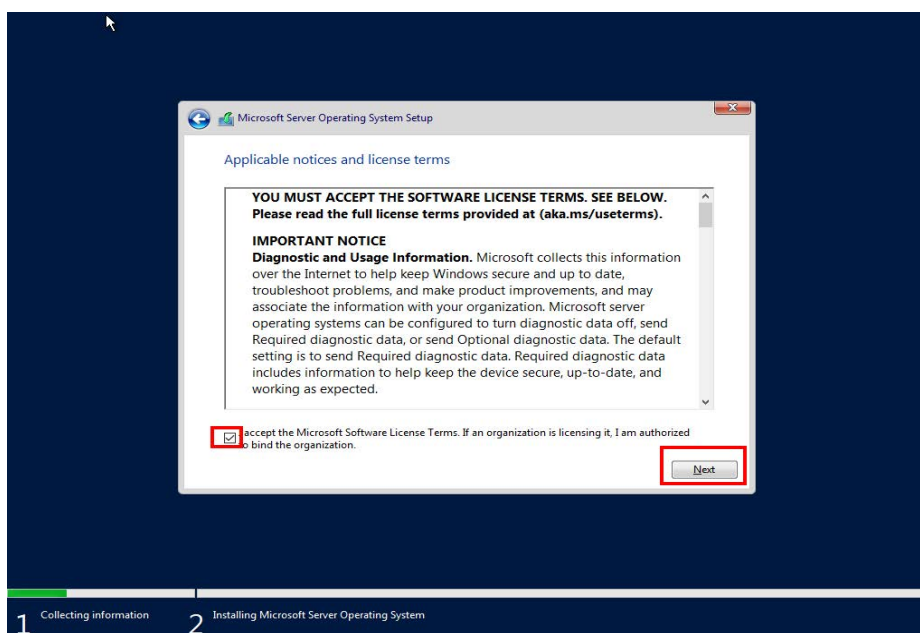 Microsoft Server Operating System Setup
Applicable notices and license terms
YOU MUST ACCEPT THE SOFTWARE LICENSE TERMS. SEE BELOW.
Please read the full license terms provided at (aka.ms/useterms).
IMPORTANT NOTICE
Diagnostic and Usage Information. Microsoft collects this information
over the Internet to help keep Windows secure and up to date,
troubleshoot problems, and make product improvements, and may
associate the information with your organization. Microsoft server
operating systems can be configured to turn diagnostic data off, send
Required diagnostic data, or send Optional diagnostic data. The default
setting is to send Required diagnostic data. Required diagnostic data
includes information to help keep the device secure, up-to-date, and
working as expected.
accept the Microsoft Software License Terms. If an organization is licensing it, I am authorized
o bind the organization.
Next
1 Collecting information
2 Installing Microsoft Server Operating System